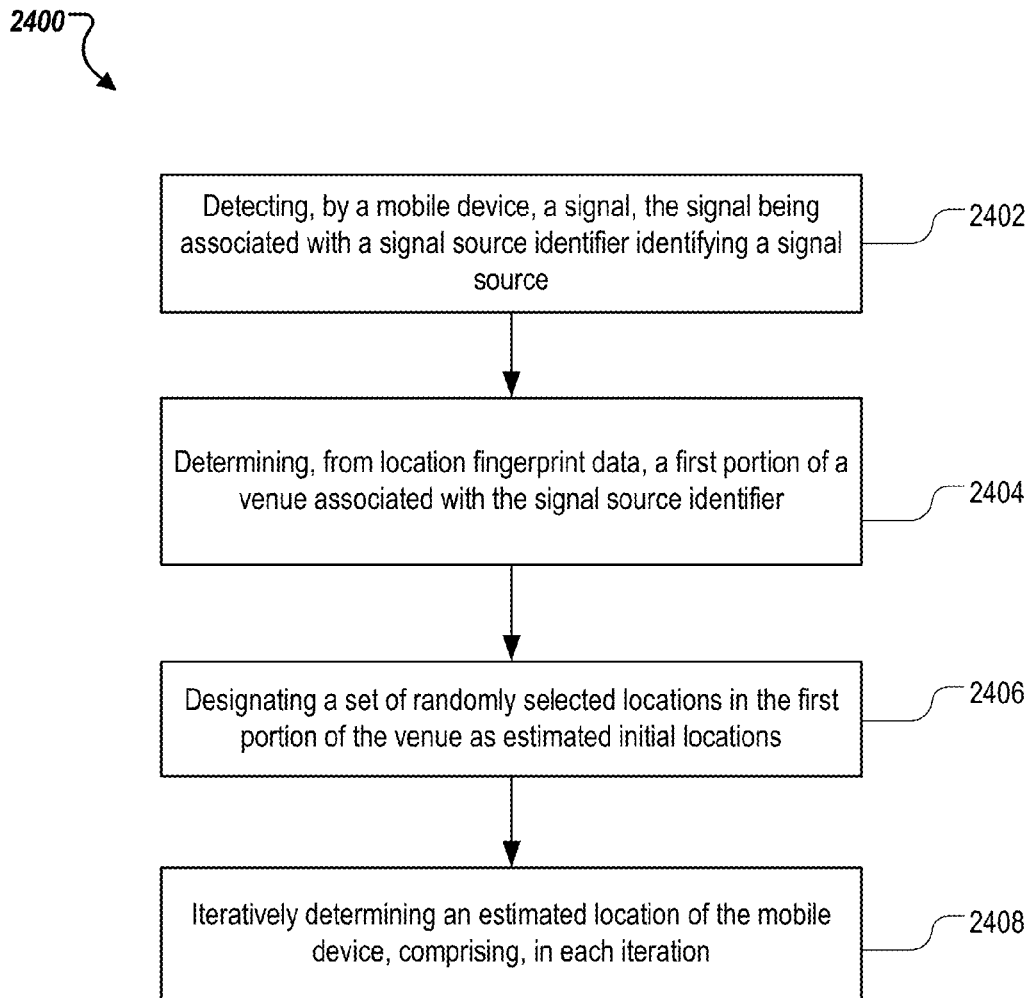 2400
Detecting, by a mobile device, a signal, the signal being
associated with a signal source identifier identifying a signal
source
2402
Determining, from location fingerprint data, a first portion of a
venue associated with the signal source identifier
2404
Designating a set of randomly selected locations in the first
portion of the venue as estimated initial locations
2406
Iteratively determining an estimated location of the mobile
device, comprising, in each iteration
2408